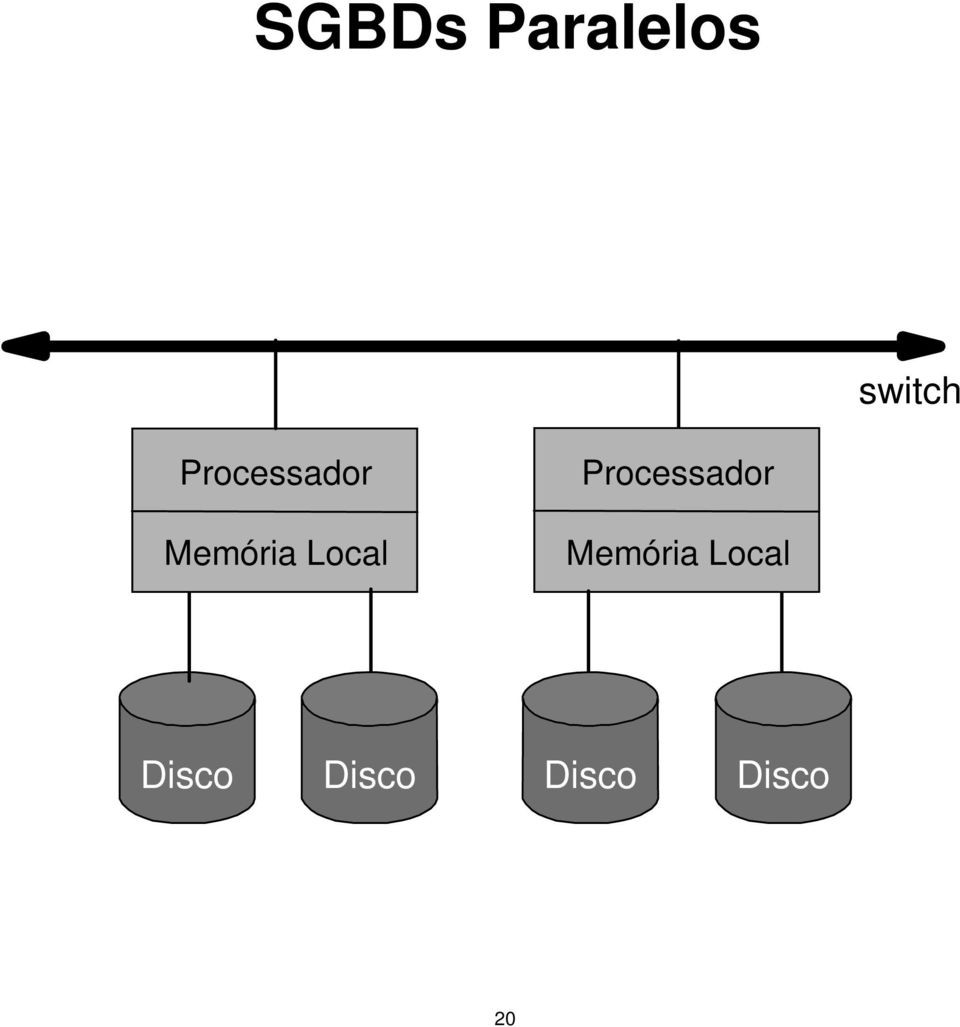 SGBDs Paralelos
switch
Processador Processador
Memória Local Memória Local
Disco Disco Disco Disco
20